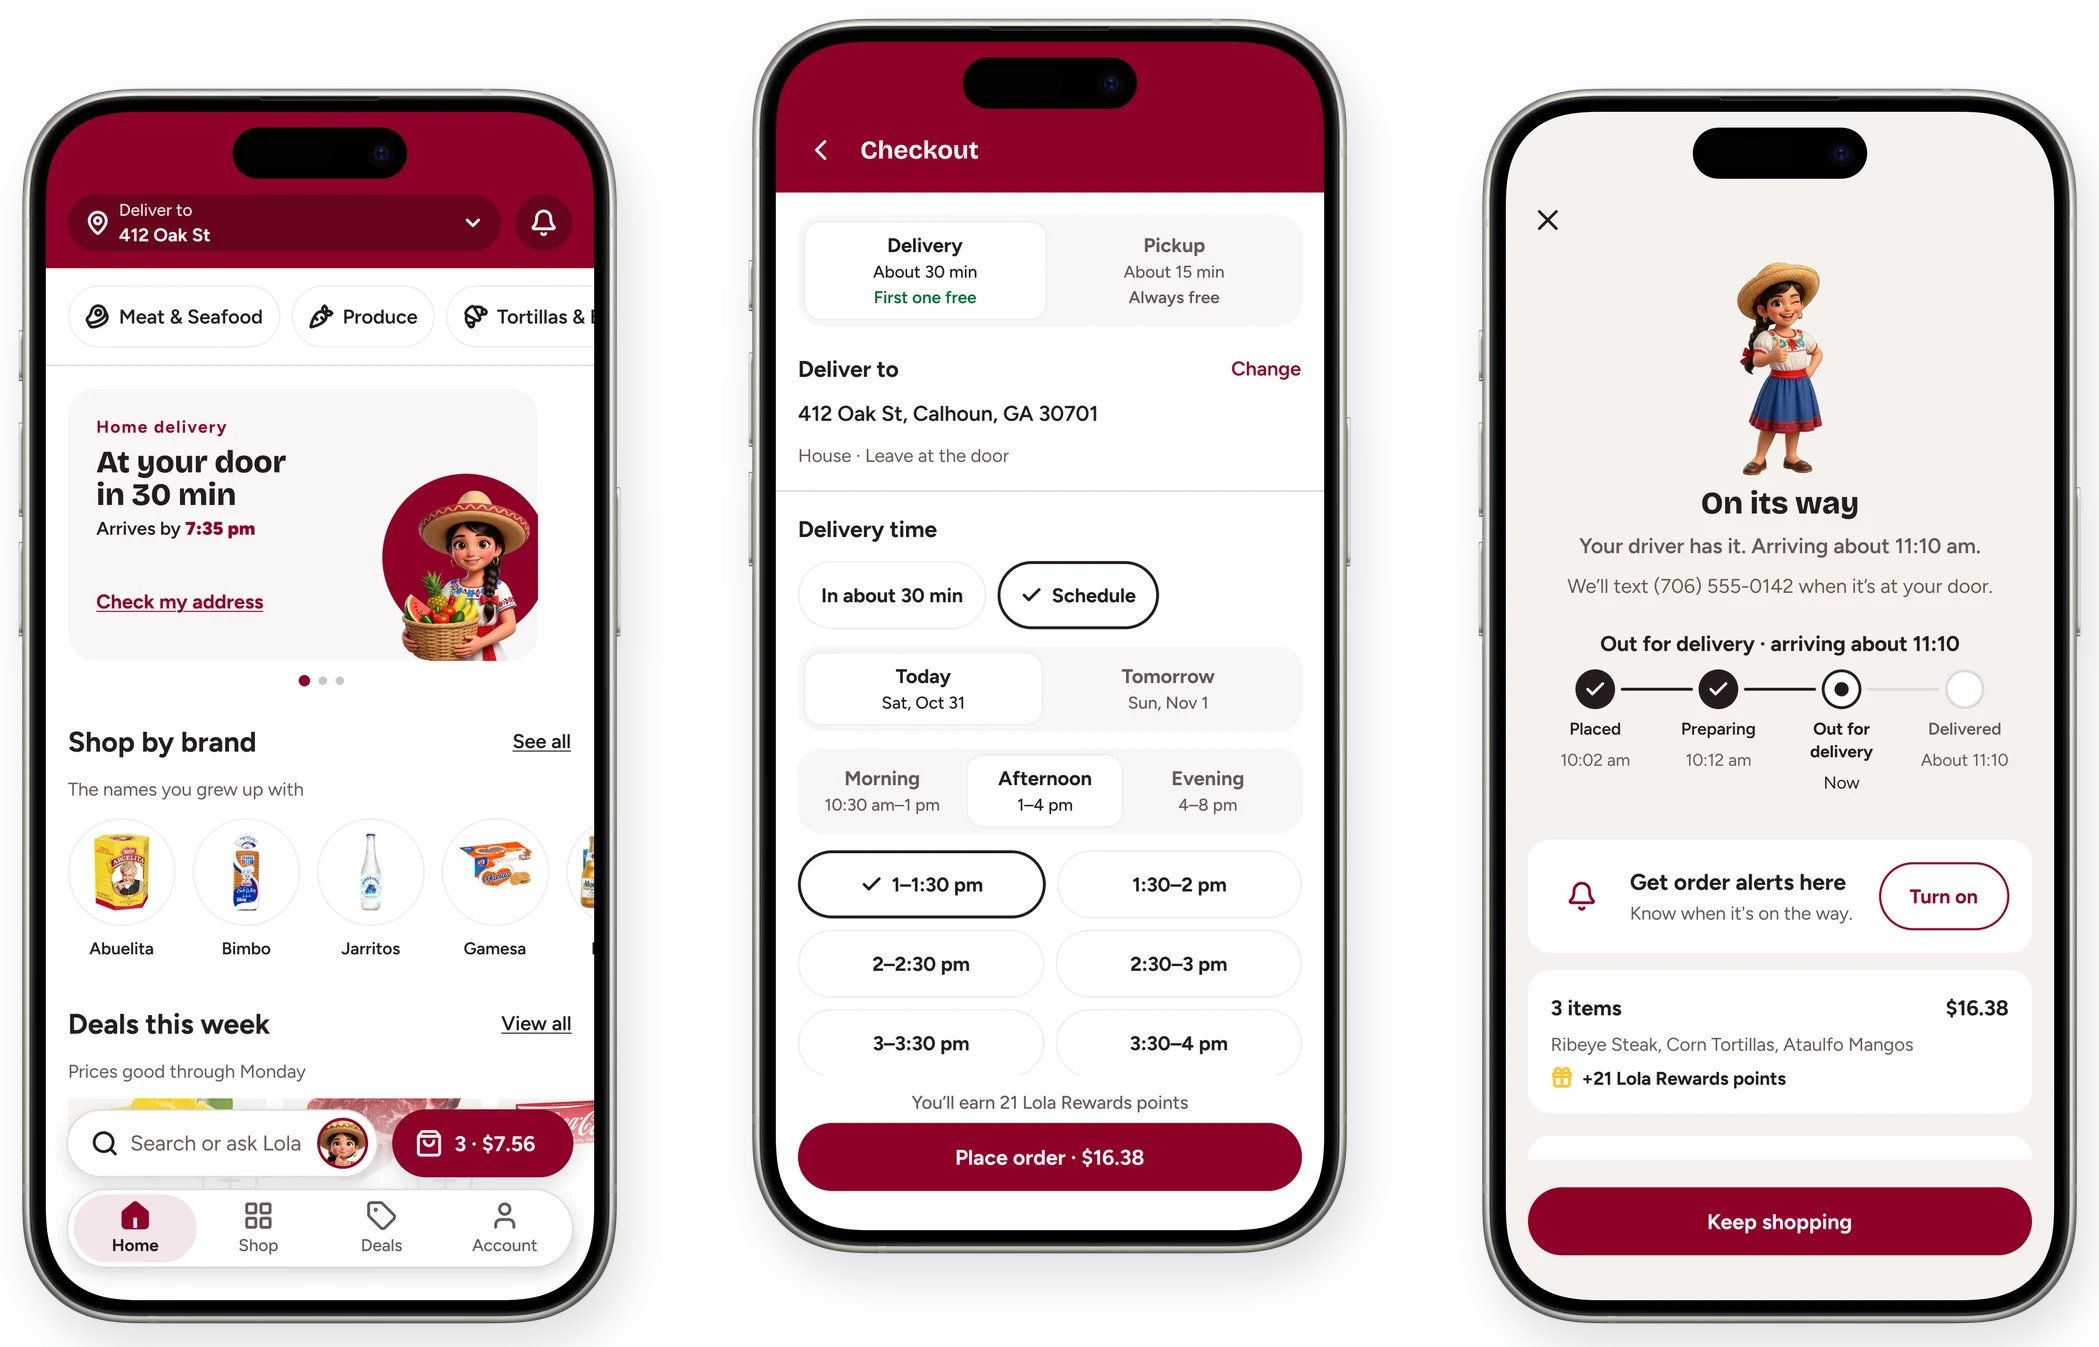 Deliver to
412 Oak St
Meat & Seafood
Produce
Tortillas &
Home delivery
At your door
in 30 min
Arrives by 7:35 pm
Check my address
Shop by brand
See all
The names you grew up with
ABUELITA
Abuelita
Bimbo
Jarritos
Gamesa
Deals this week
View all
Prices good through Monday
Search or ask Lola
3 · $7.56
Home
Shop
Deals
Account
Checkout
Delivery
About 30 min
First one free
Pickup
About 15 min
Always free
Deliver to
Change
412 Oak St, Calhoun, GA 30701
House · Leave at the door
Delivery time
In about 30 min
Schedule
Today
Sat, Oct 31
Tomorrow
Sun, Nov 1
Morning
10:30 am–1 pm
Afternoon
1–4 pm
Evening
4–8 pm
1–1:30 pm
1:30–2 pm
2–2:30 pm
2:30–3 pm
3–3:30 pm
3:30–4 pm
You’ll earn 21 Lola Rewards points
Place order · $16.38
On its way
Your driver has it. Arriving about 11:10 am.
We’ll text (706) 555-0142 when it’s at your door.
Out for delivery · arriving about 11:10
Placed
10:02 am
Preparing
10:12 am
Out for
delivery
Now
Delivered
About 11:10
Get order alerts here
Know when it's on the way.
Turn on
3 items
$16.38
Ribeye Steak, Corn Tortillas, Ataulfo Mangos
+21 Lola Rewards points
Keep shopping